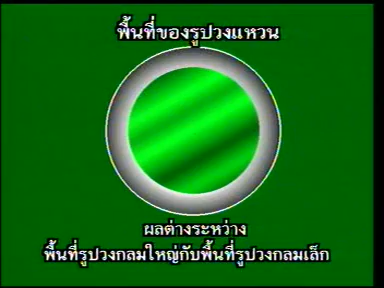 พื้นที่ของรูปวงแหวน
ผลต่างระหว่าง
พื้นที่รูปวงกลมใหญ่กับพื้นที่รูปวงกลมเล็ก